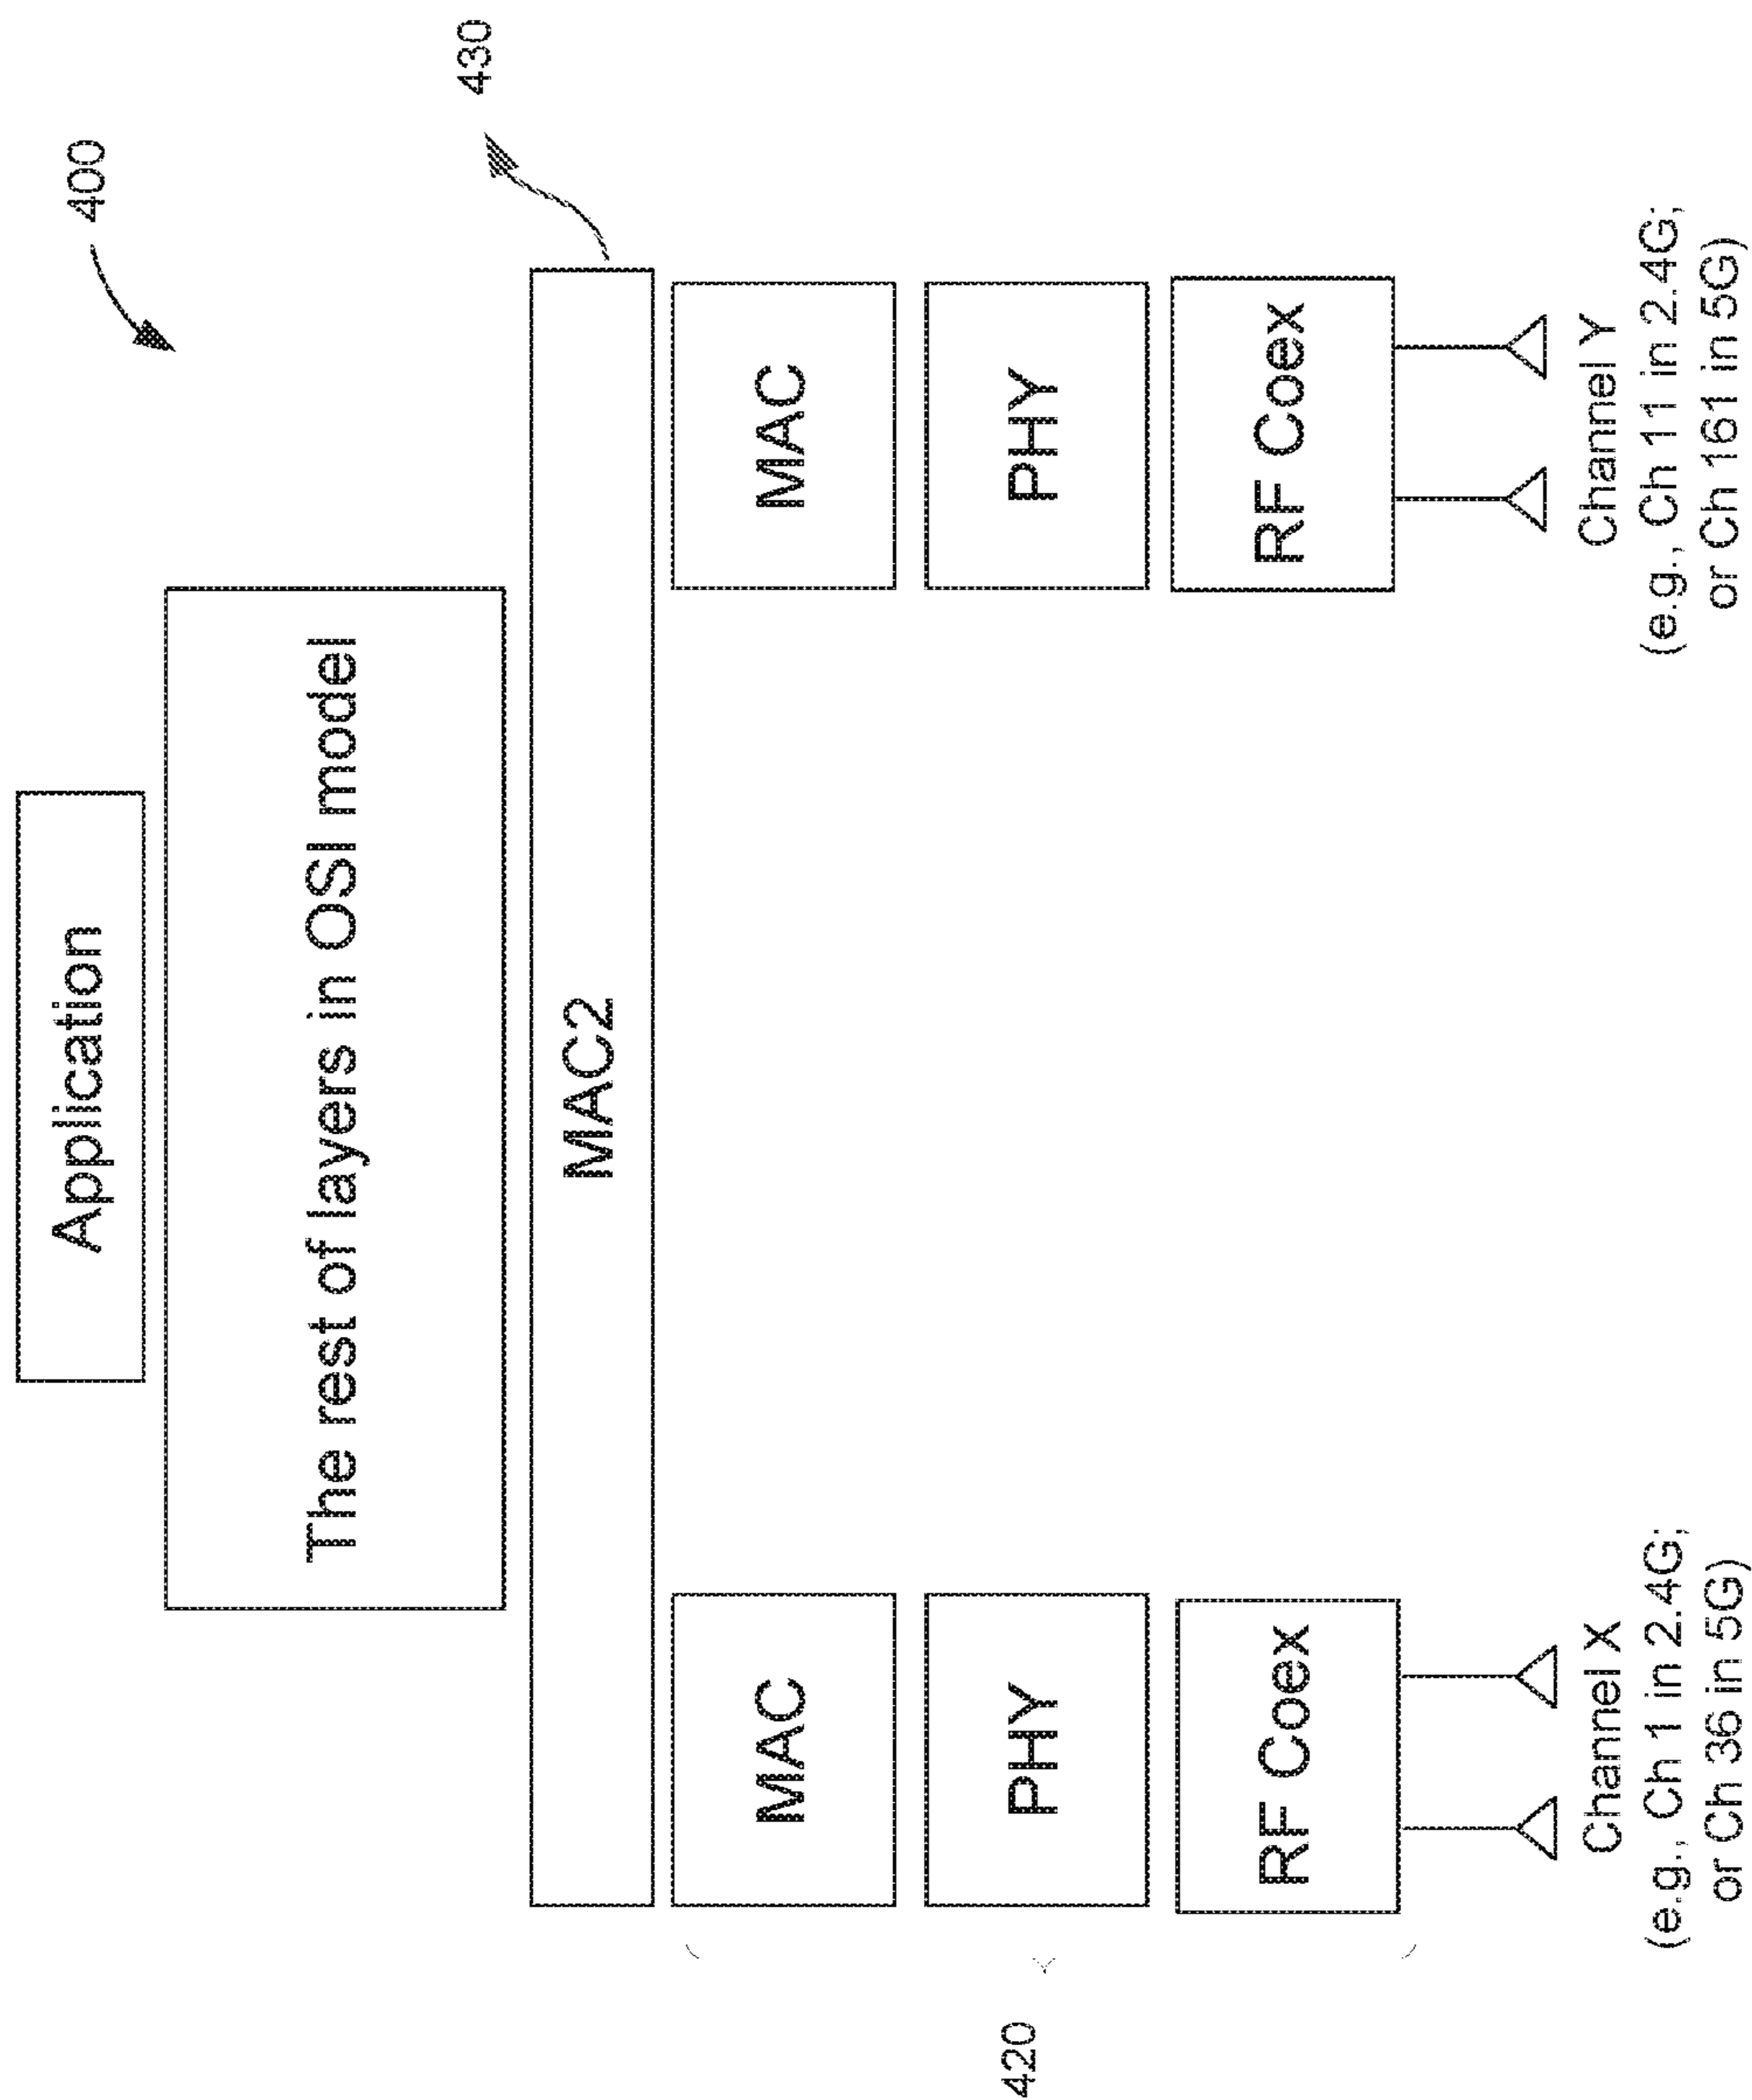 400
Application
The rest of layers in OSI model
430
MAC2
MAC
MAC
420
PHY
PHY
RF Coex
RF Coex
Channel X
(e.g., Ch 1 in 2.4G;
or Ch 36 in 5G)
Channel Y
(e.g., Ch 11 in 2.4G;
or Ch 161 in 5G)